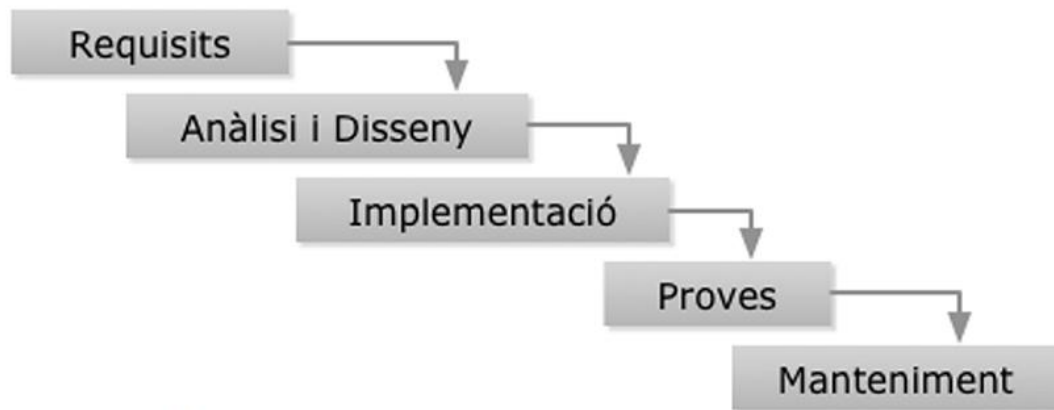 Requisits
Anàlisi i Disseny
Implementació
Proves
Manteniment